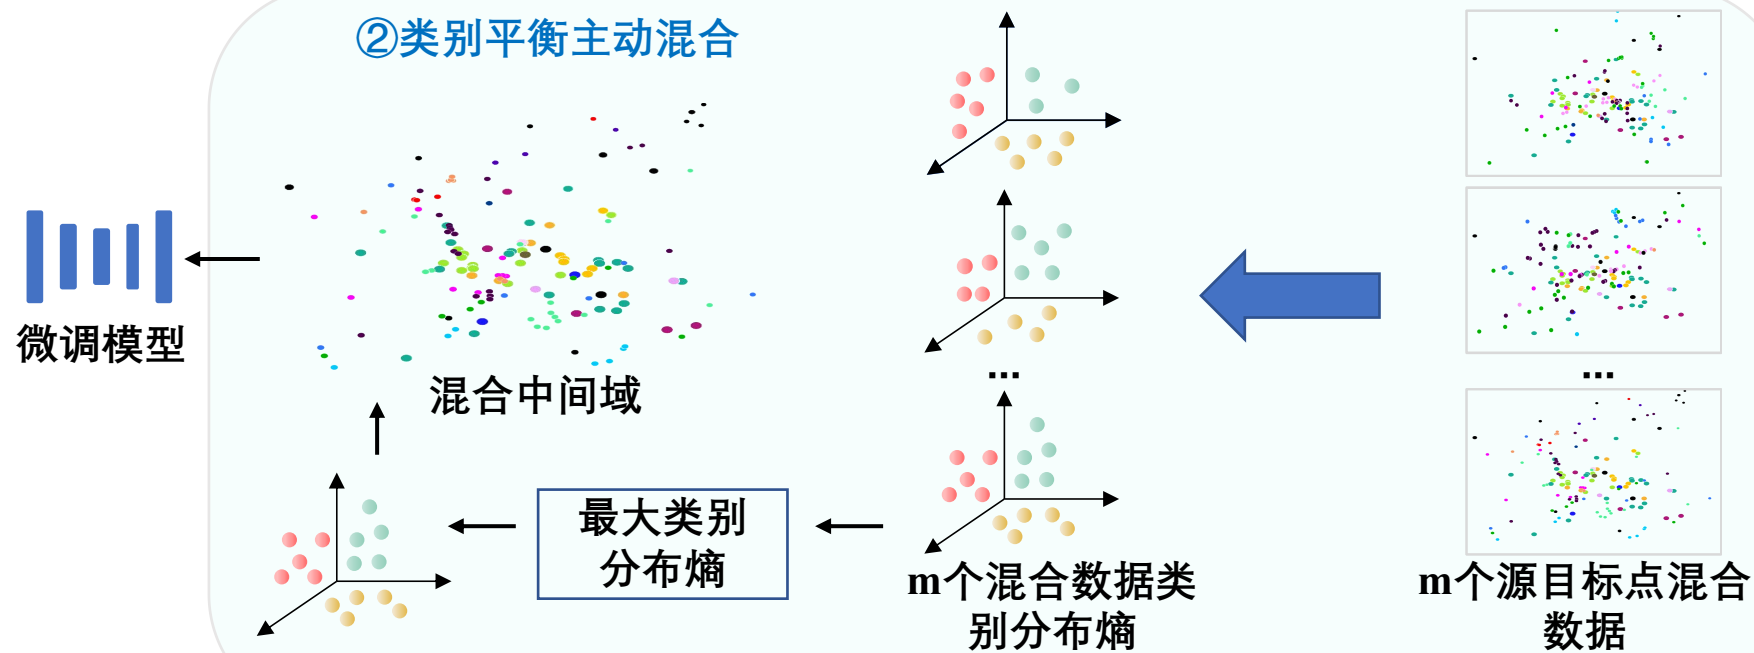 ②类别平衡主动混合
微调模型
混合中间域
...
...
最大类别
分布熵
m个混合数据类
别分布熵
m个源目标点混合
数据